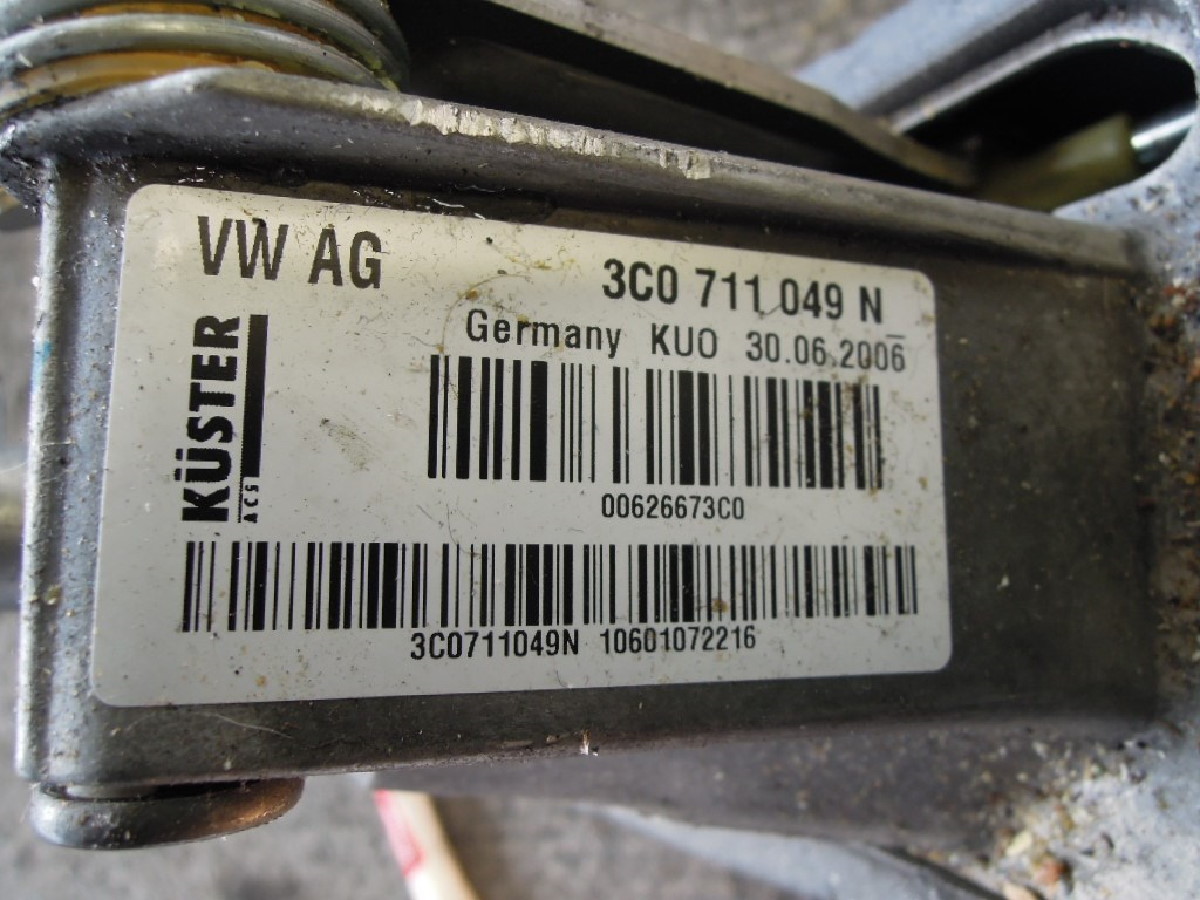 VW AG
3C0 711 049 N
Germany KUO 30.06.2006
KÜSTER
ACS
00626673C0
3C0711049N 10601072216